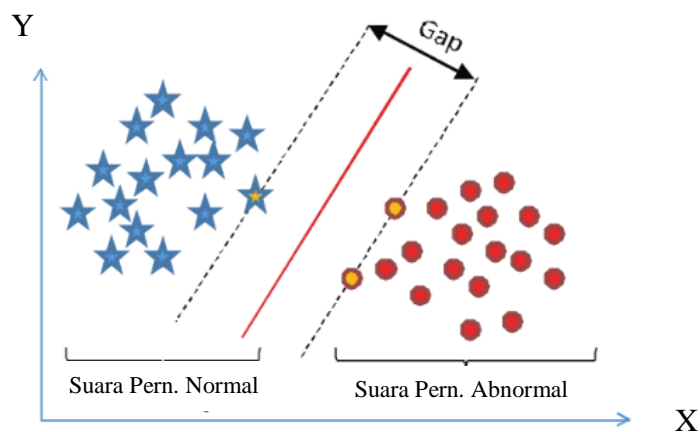 Y
Gap
Suara Pern. Normal
Suara Pern. Abnormal
X